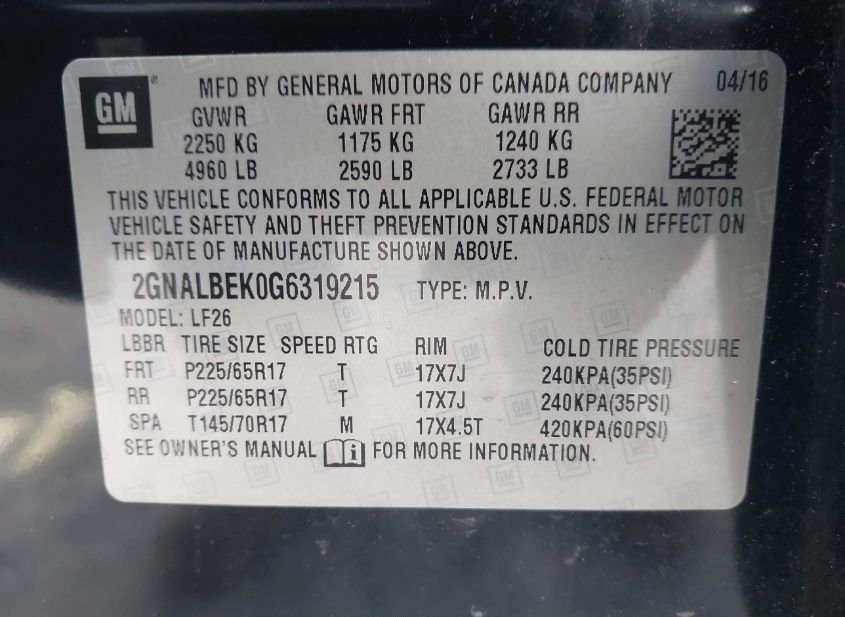 GM ® MFD BY GENERAL MOTORS OF CANADA COMPANY 04/16
GVWR GAWR FRT GAWR RR
2250 KG 1175 KG 1240 KG
4960 LB 2590 LB 2733 LB
THIS VEHICLE CONFORMS TO ALL APPLICABLE U.S. FEDERAL MOTOR
VEHICLE SAFETY AND THEFT PREVENTION STANDARDS IN EFFECT ON
THE DATE OF MANUFACTURE SHOWN ABOVE.
2GNALBEK0G6319215 TYPE: M.P.V.
MODEL: LF26
LBBR TIRE SIZE SPEED RTG RIM COLD TIRE PRESSURE
FRT P225/65R17 T 17X7J 240KPA(35PSI)
RR P225/65R17 T 17X7J 240KPA(35PSI)
SPA T145/70R17 M 17X4.5T 420KPA(60PSI)
SEE OWNER'S MANUAL i FOR MORE INFORMATION.